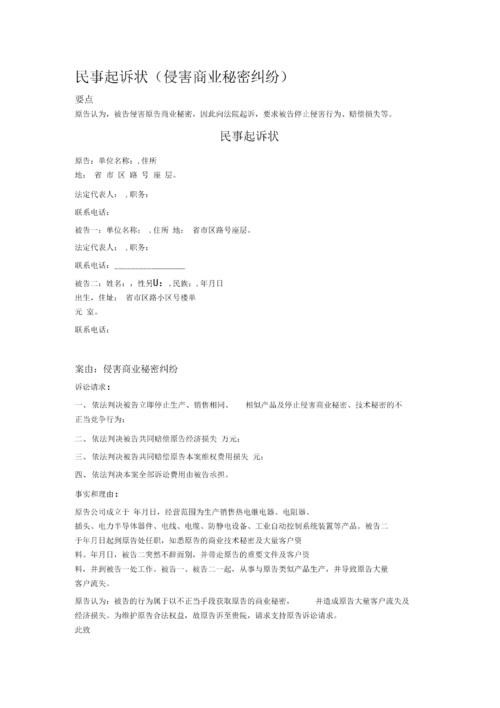 民事起诉状（侵害商业秘密纠纷）
要点
原告认为，被告侵害原告商业秘密，因此向法院起诉，要求被告停止侵害行为、赔偿损失等。
民事起诉状
原告：单位名称：,住所
地： 省 市 区 路 号 座 层。
法定代表人： ,职务：
联系电话：
被告一：单位名称： ,住所 地： 省市区路号座层。
法定代表人： ,职务：
联系电话：________________
被告二：姓名：，性另U：,民族：,年月日
出生，住址： 省市区路小区号楼单
元 室。
联系电话：
案由：侵害商业秘密纠纷
诉讼请求：
一、依法判决被告立即停止生产、销售相同、 相似产品及停止侵害商业秘密、技术秘密的不
正当竞争行为；
二、依法判决被告共同赔偿原告经济损失 万元；
三、依法判决被告共同赔偿原告本案维权费用损失 元；
四、依法判决本案全部诉讼费用由被告承担。
事实和理由：
原告公司成立于 年月日，经营范围为生产销售热电继电器、电阻器、
插头、电力半导体器件、电线、电缆、防静电设备、工业自动控制系统装置等产品。被告二
于年月日起到原告处任职，知悉原告的商业技术秘密及大量客户资
料。年月日，被告二突然不辞而别，并带走原告的重要文件及客户资
料，并到被告一处工作。被告一、被告二一起，从事与原告类似产品生产，并导致原告大量
客户流失。
原告认为：被告的行为属于以不正当手段获取原告的商业秘密， 并造成原告大量客户流失及
经济损失。为维护原告合法权益，故原告诉至贵院，请求支持原告诉讼请求。
此致